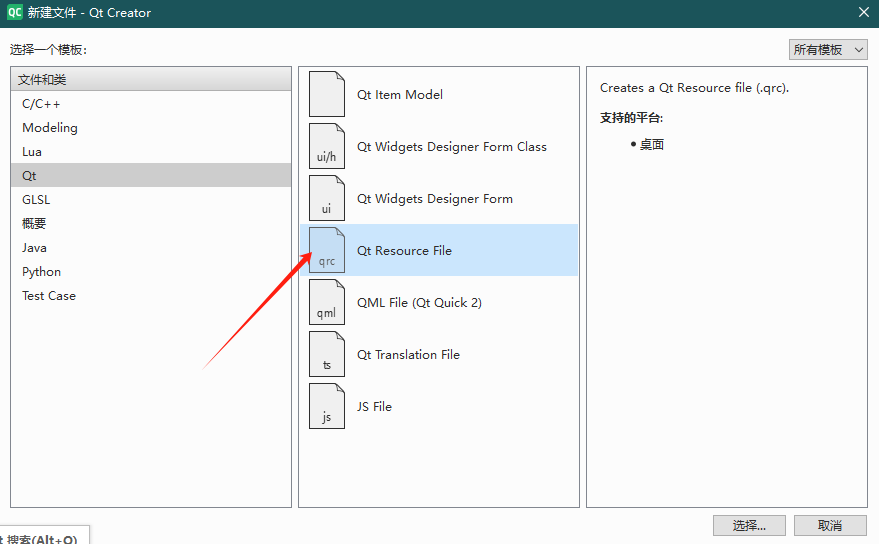 QC 新建文件 - Qt Creator
选择一个模板:
所有模板
文件和类
C/C++
Modeling
Lua
Qt
GLSL
概要
Java
Python
Test Case
Qt Item Model
ui/h
Qt Widgets Designer Form Class
ui
Qt Widgets Designer Form
qrc
Qt Resource File
qml
QML File (Qt Quick 2)
ts
Qt Translation File
js
JS File
Creates a Qt Resource file (.qrc).
支持的平台:
• 桌面
选择...
取消
t 搜索(Alt+Q)